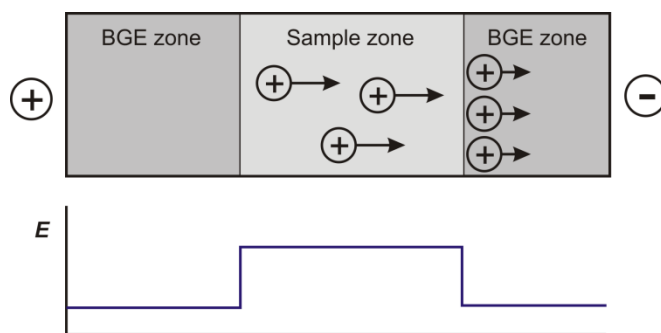 BGE zone Sample zone BGE zone
+ + + + + + + -
E